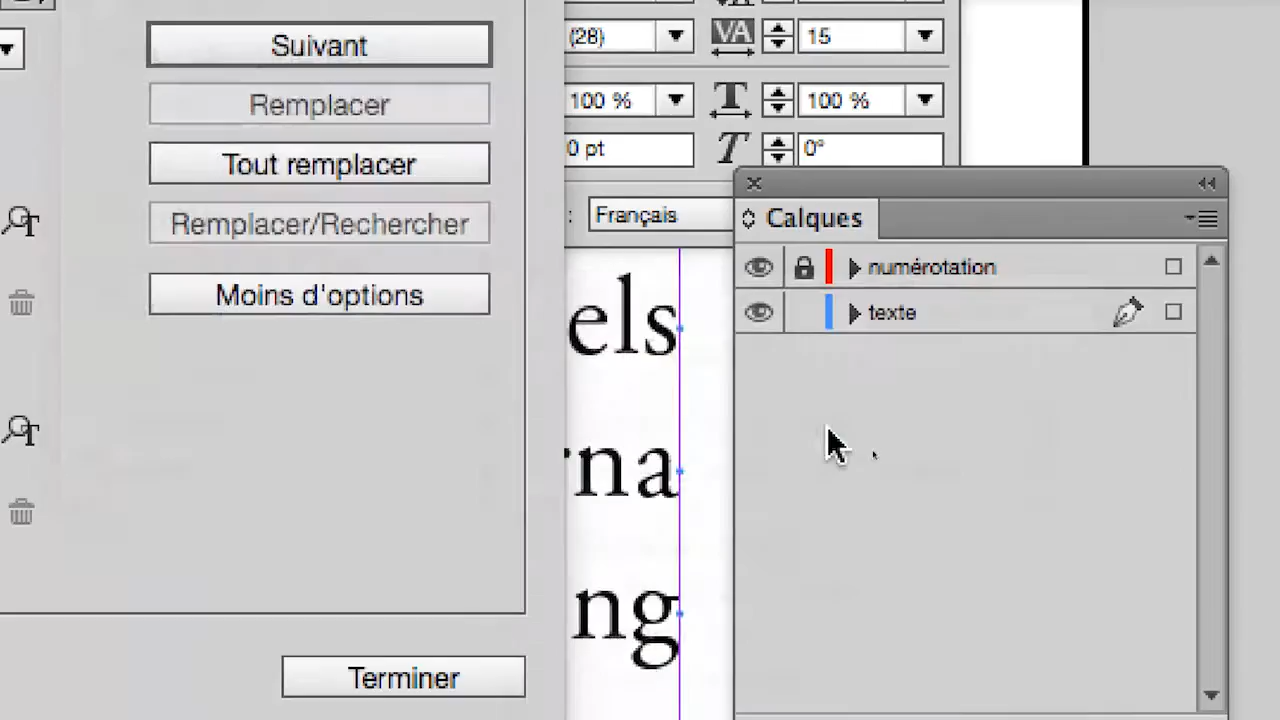 Suivant
Remplacer
Tout remplacer
Remplacer/Rechercher
Moins d'options
Terminer
(28)
VA
15
100 %
T
100 %
0 pt
T
0°
: Français
els
rna
ng
Calques
numérotation
texte